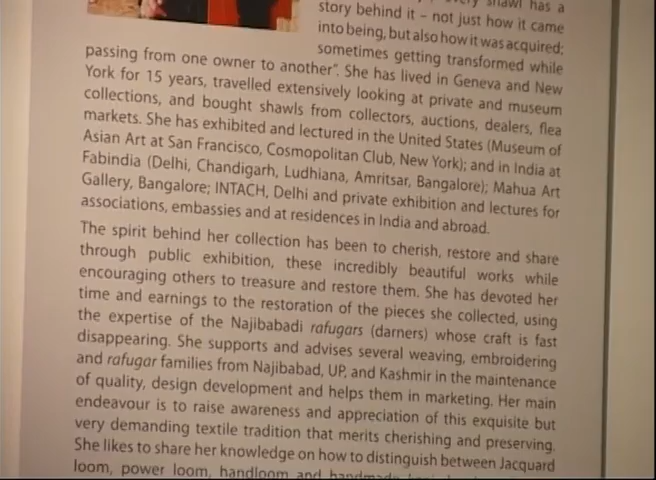 every shawl has a
story behind it – not just how it came
into being, but also how it was acquired;
sometimes getting transformed while
passing from one owner to another”. She has lived in Geneva and New
York for 15 years, travelled extensively looking at private and museum
collections, and bought shawls from collectors, auctions, dealers, flea
markets. She has exhibited and lectured in the United States (Museum of
Asian Art at San Francisco, Cosmopolitan Club, New York); and in India at
Fabindia (Delhi, Chandigarh, Ludhiana, Amritsar, Bangalore); Mahua Art
Gallery, Bangalore; INTACH, Delhi and private exhibition and lectures for
associations, embassies and at residences in India and abroad.
The spirit behind her collection has been to cherish, restore and share
through public exhibition, these incredibly beautiful works while
encouraging others to treasure and restore them. She has devoted her
time and earnings to the restoration of the pieces she collected, using
the expertise of the Najibabadi rafugars (darners) whose craft is fast
disappearing. She supports and advises several weaving, embroidering
and rafugar families from Najibabad, UP, and Kashmir in the maintenance
of quality, design development and helps them in marketing. Her main
endeavour is to raise awareness and appreciation of this exquisite but
very demanding textile tradition that merits cherishing and preserving.
She likes to share her knowledge on how to distinguish between Jacquard
loom, power loom, handloom and handmade